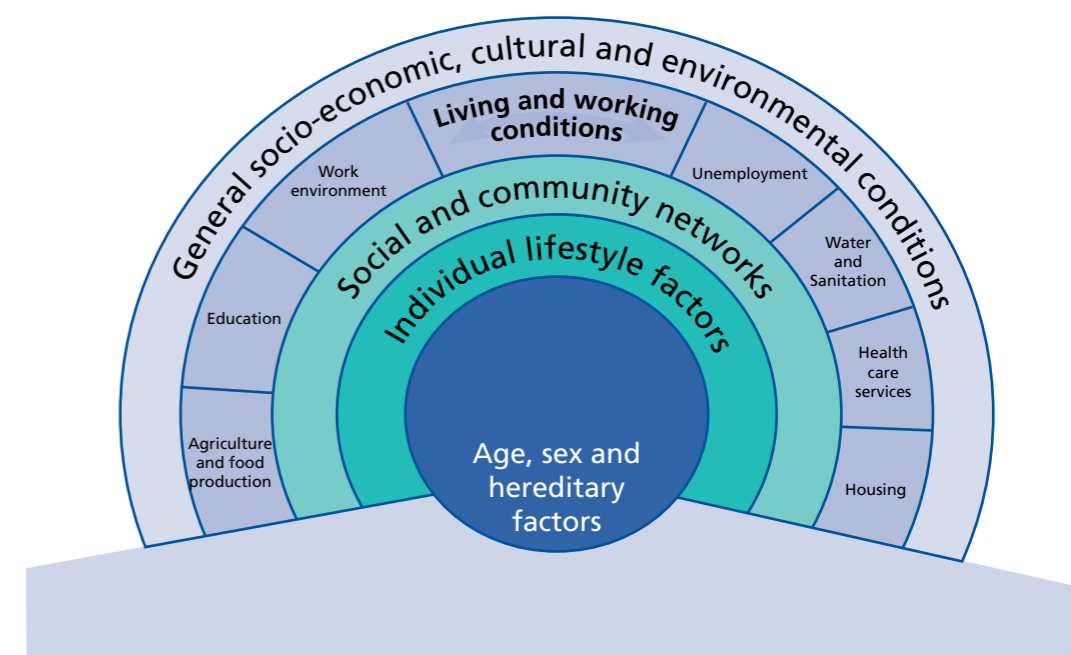 General socio-economic, cultural and environmental conditions
Living and working
conditions
Agriculture
and food
production
Education
Work
environment
Unemployment
Water
and
Sanitation
Health
care
services
Housing
Social and community networks
Individual lifestyle factors
Age, sex and
hereditary
factors